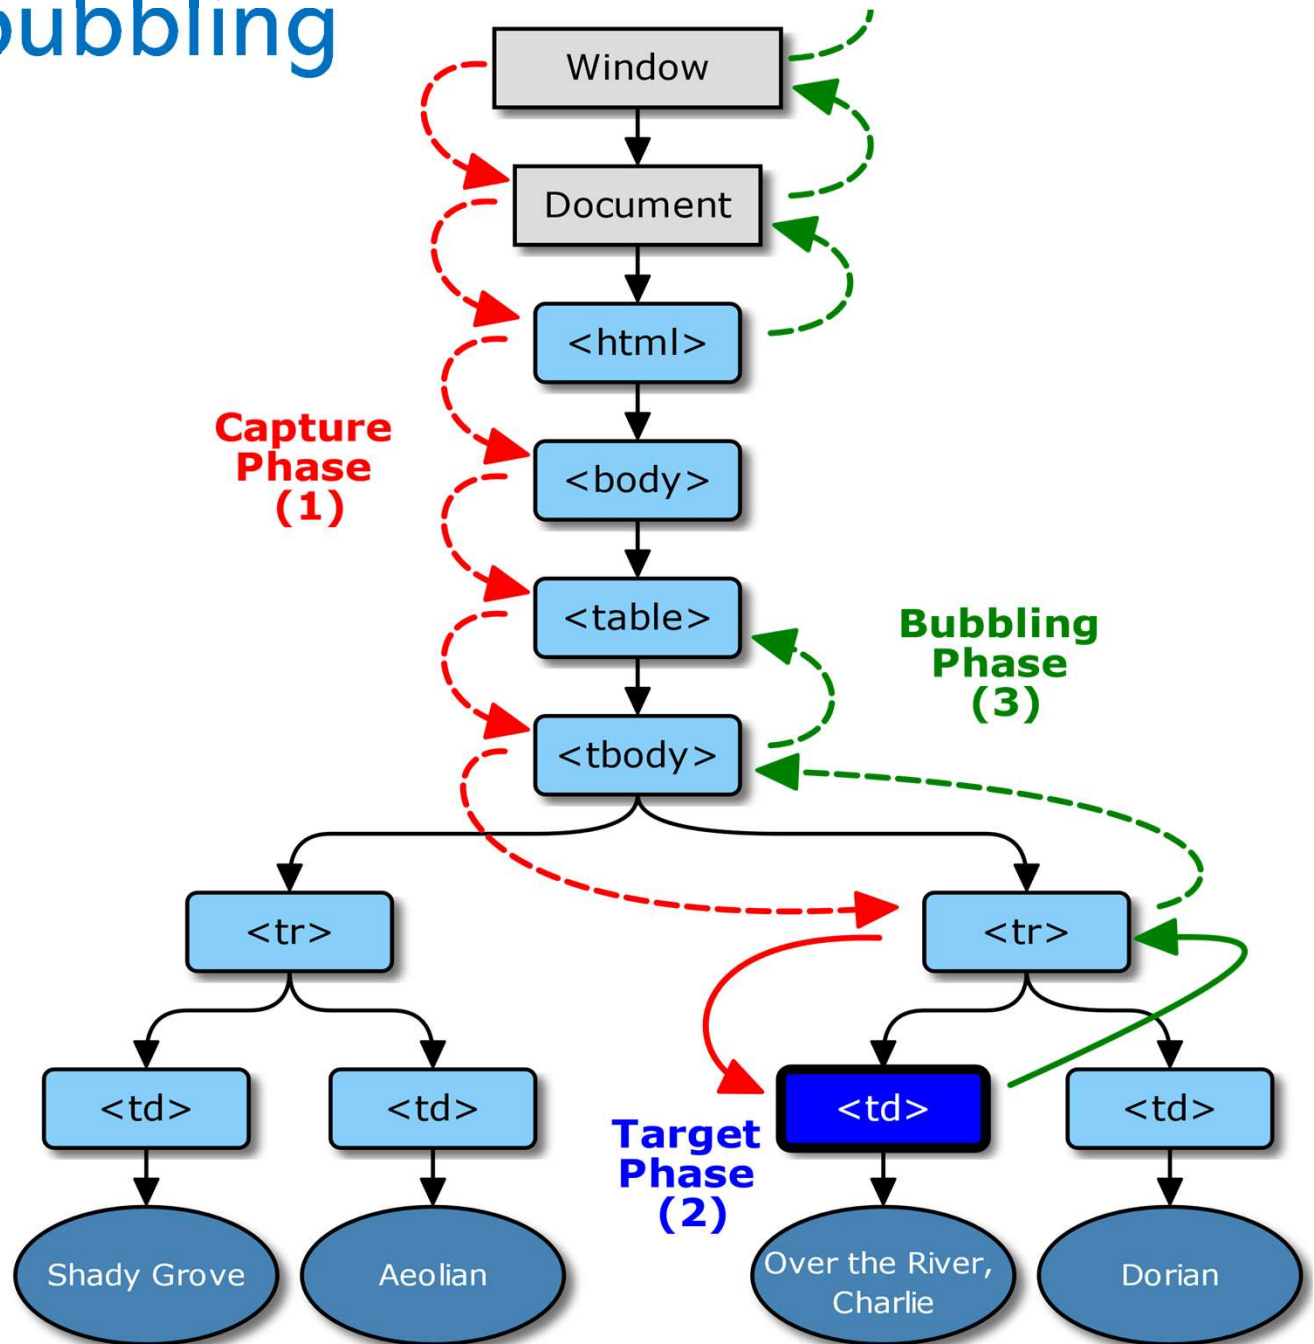 bubbling
Window
Document
<html>
Capture
Phase
(1)
<body>
<table>
Bubbling
Phase
(3)
<tbody>
<tr>
<tr>
<td>
<td>
<td>
<td>
Target
Phase
(2)
Shady Grove
Aeolian
Over the River,
Charlie
Dorian